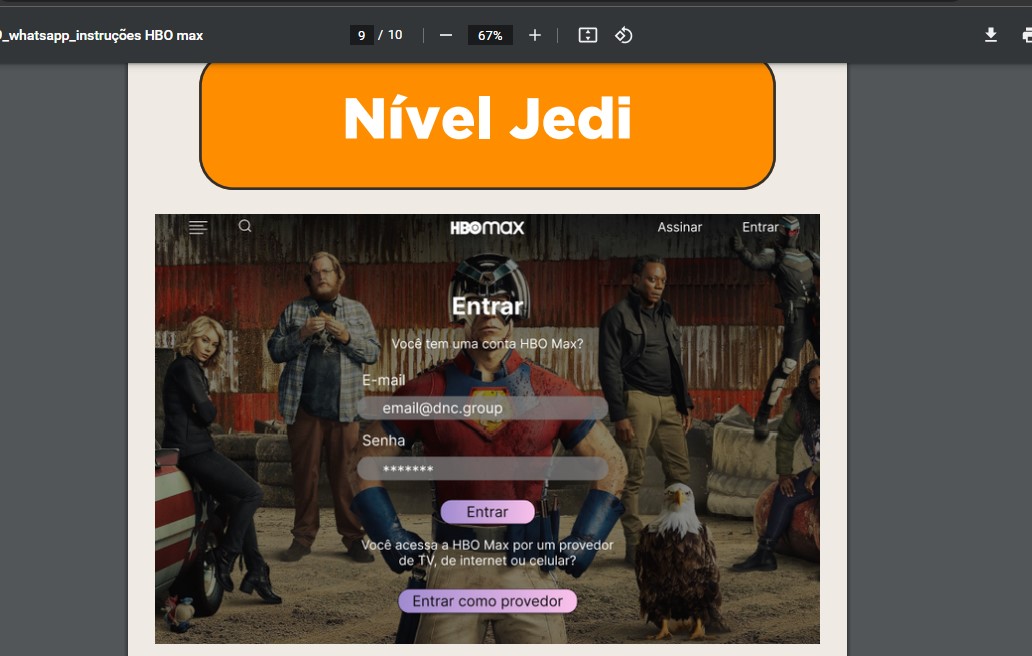 _whatsapp_instruções HBO max
9 / 10
67%
Nível Jedi
HBOmax
Assinar
Entrar
Entrar
Você tem uma conta HBO Max?
E-mail
email@dnc.group
Senha
*******
Entrar
Você acessa a HBO Max por um provedor
de TV, de internet ou celular?
Entrar como provedor